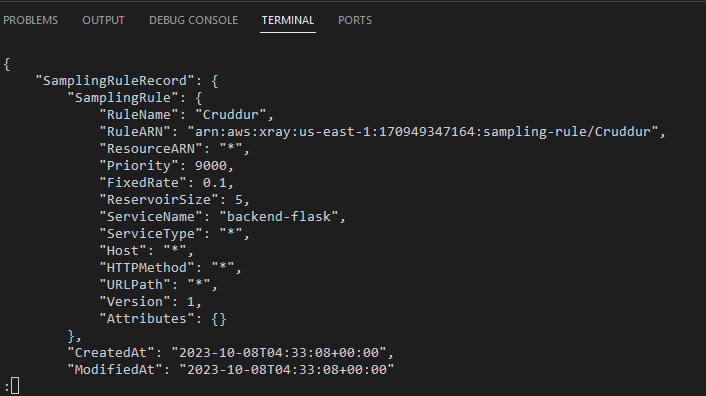 PROBLEMS OUTPUT DEBUG CONSOLE TERMINAL PORTS
{
    "SamplingRuleRecord": {
        "SamplingRule": {
            "RuleName": "Cruddur",
            "RuleARN": "arn:aws:xray:us-east-1:170949347164:sampling-rule/Cruddur",
            "ResourceARN": "*",
            "Priority": 9000,
            "FixedRate": 0.1,
            "ReservoirSize": 5,
            "ServiceName": "backend-flask",
            "ServiceType": "*",
            "Host": "*",
            "HTTPMethod": "*",
            "URLPath": "*",
            "Version": 1,
            "Attributes": {}
        },
        "CreatedAt": "2023-10-08T04:33:08+00:00",
        "ModifiedAt": "2023-10-08T04:33:08+00:00"
: